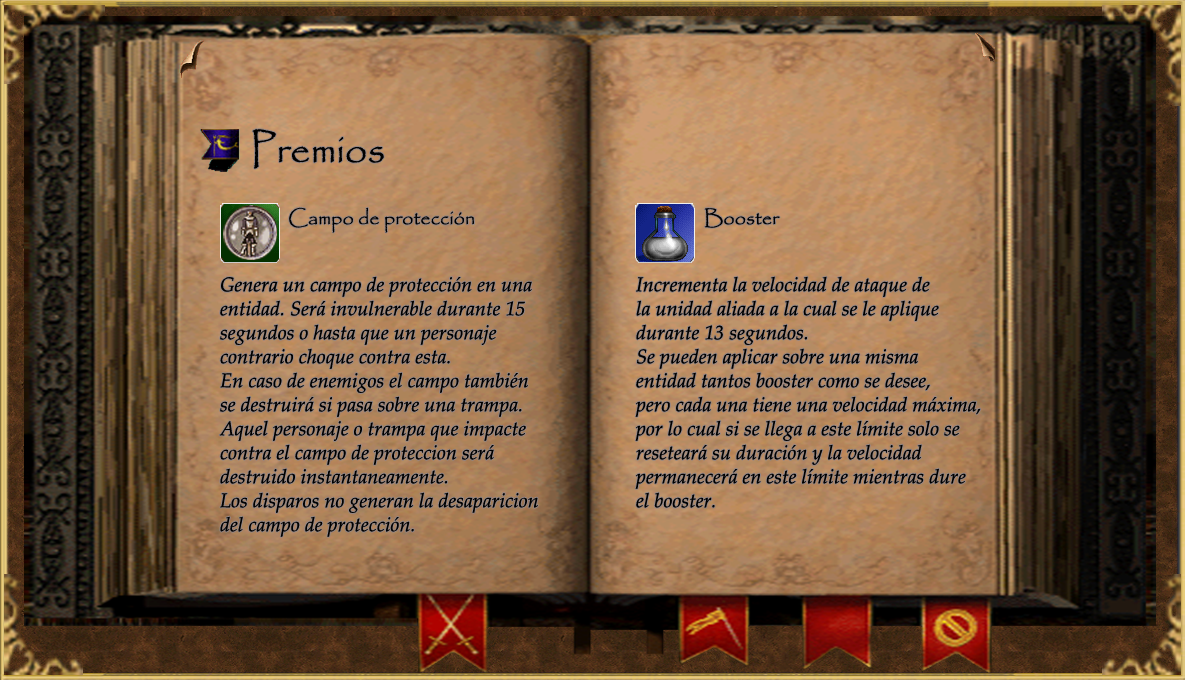 Premios
Campo de protección
Genera un campo de protección en una
entidad. Será invulnerable durante 15
segundos o hasta que un personaje
contrario choque contra esta.
En caso de enemigos el campo también
se destruirá si pasa sobre una trampa.
Aquel personaje o trampa que impacte
contra el campo de proteccion será
destruido instantaneamente.
Los disparos no generan la desaparicion
del campo de protección.
Booster
Incrementa la velocidad de ataque de
la unidad aliada a la cual se le aplique
durante 13 segundos.
Se pueden aplicar sobre una misma
entidad tantos booster como se desee,
pero cada una tiene una velocidad máxima,
por lo cual si se llega a este límite solo se
reseteará su duración y la velocidad
permanecerá en este límite mientras dure
el booster.